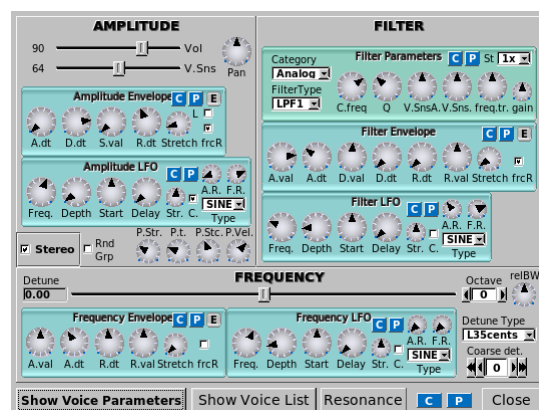 AMPLITUDE
90 Vol
64 V.Sns
Pan
Amplitude Envelope C P E
L
A.dt D.dt S.val R.dt Stretch frcR
Amplitude LFO C P
A.R. F.R.
SINE
Freq. Depth Start Delay Str. C. Type
Stereo Rnd Grp P.Str. P.t. P.Stc. P.Vel.
FILTER
Category Filter Parameters C P St 1x
Analog
FilterType
LPF1
C.freq Q V.SnsA. V.Sns. freq.tr. gain
Filter Envelope C P E
A.val A.dt D.val D.dt R.dt R.val Stretch frcR
Filter LFO C P
A.R. F.R.
SINE
Freq. Depth Start Delay Str. C. Type
Detune FREQUENCY Octave relBW
0.00 0
Frequency Envelope C P E
A.val A.dt R.dt R.val Stretch frcR
Frequency LFO C P
A.R. F.R.
SINE
Freq. Depth Start Delay Str. C. Type
Detune Type
L35cents
Coarse det.
0
Show Voice Parameters Show Voice List Resonance C P Close